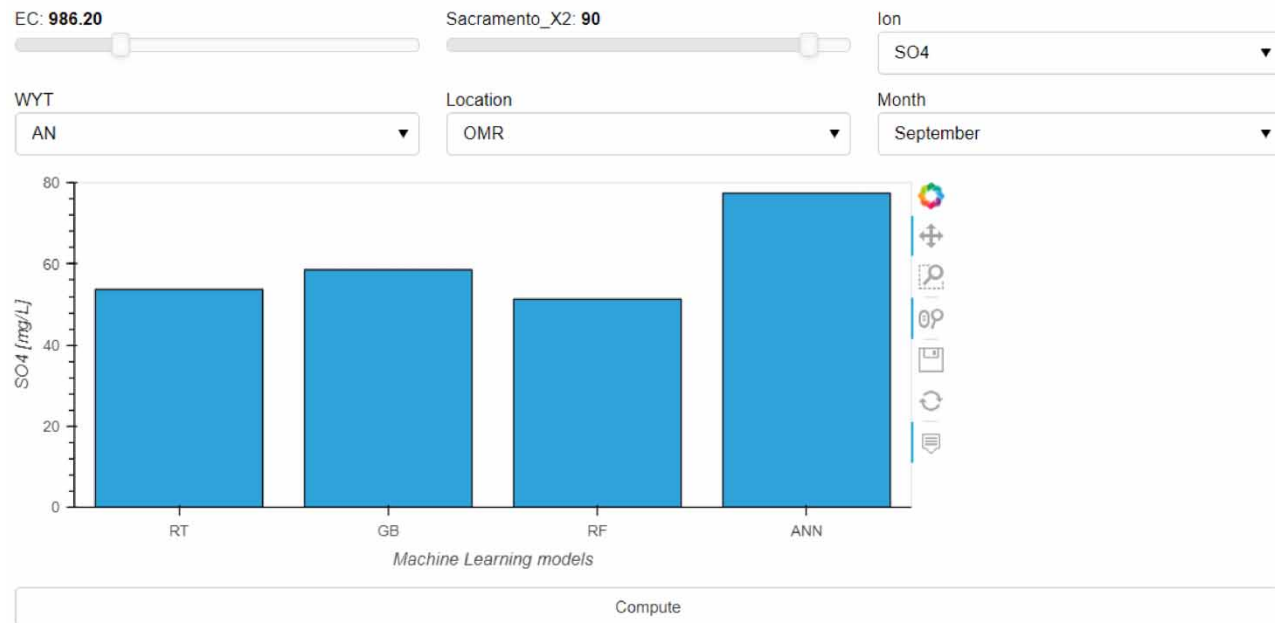 EC: 986.20
Sacramento_X2: 90
Ion
SO4
WYT
Location
Month
AN
OMR
September
80
60
40
20
0
SO4 [mg/L]
RT
GB
RF
ANN
Machine Learning models
Compute